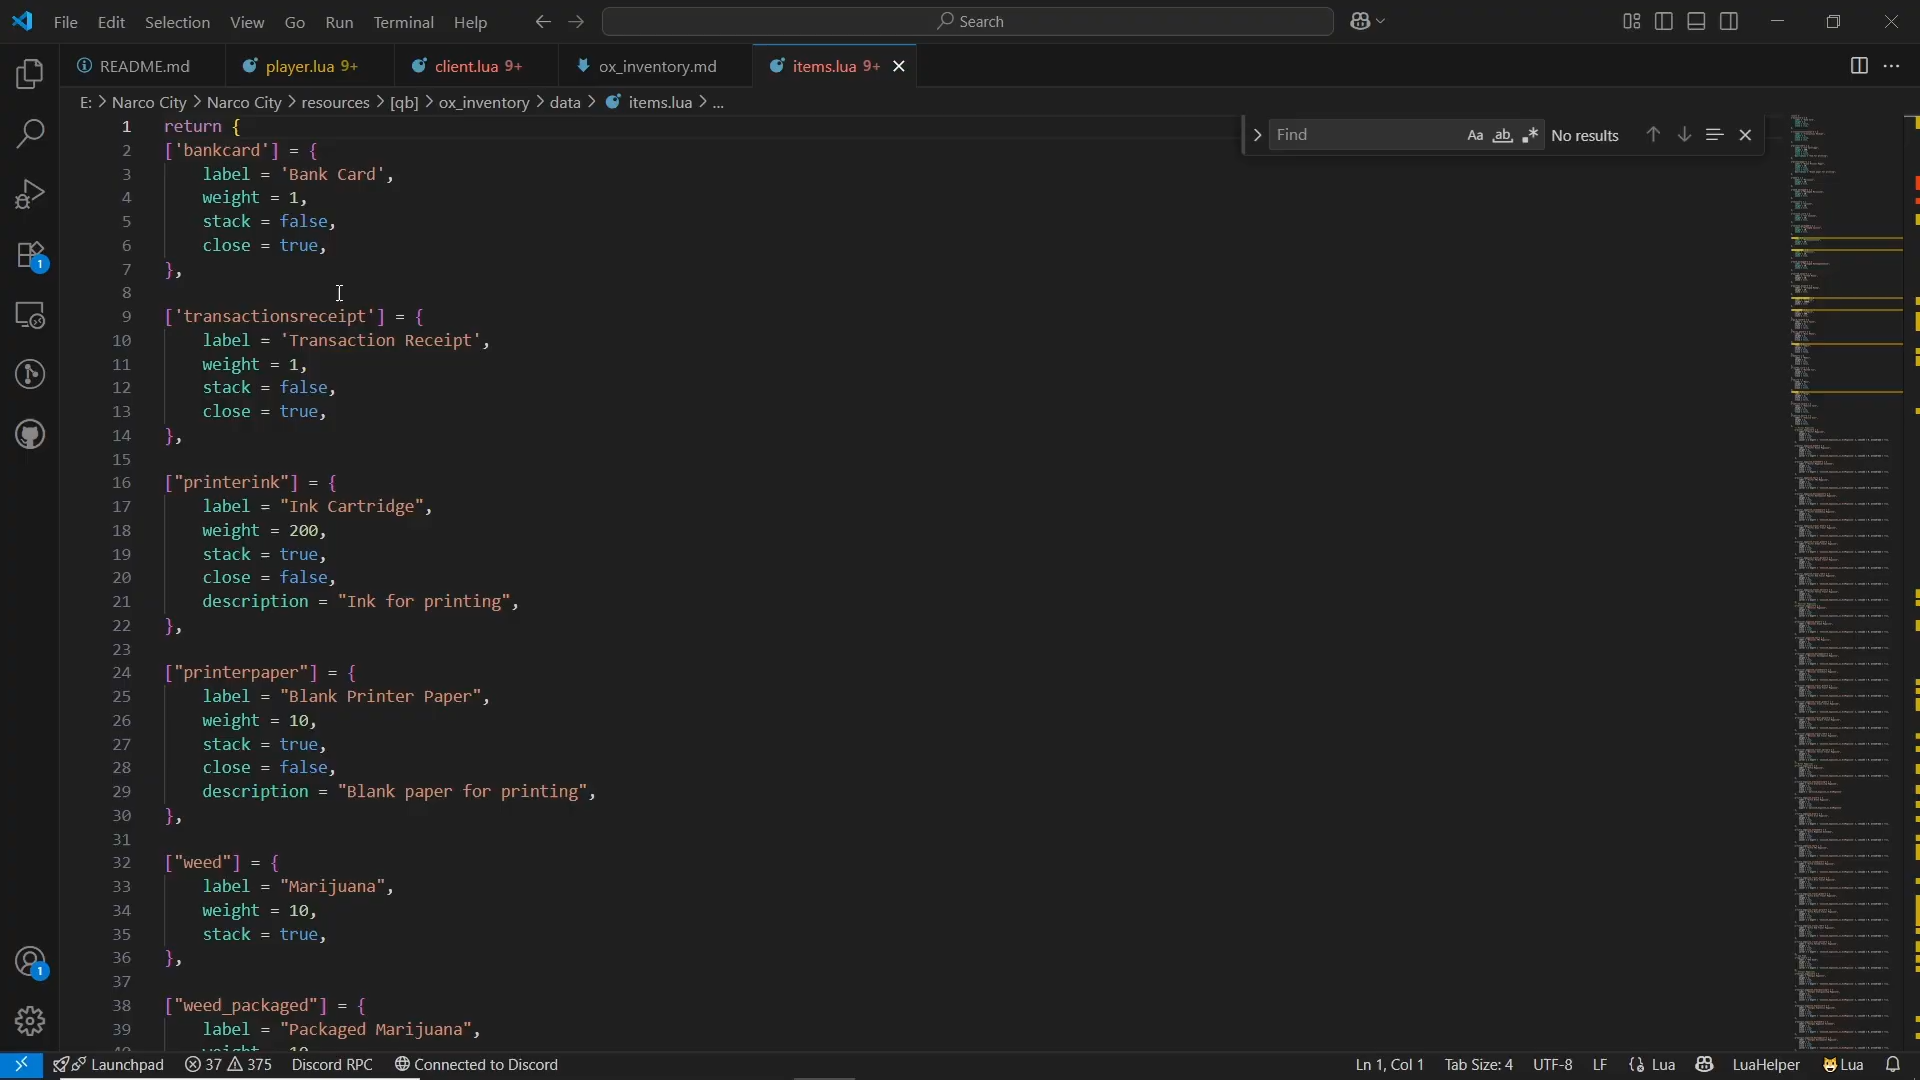 File Edit Selection View Go Run Terminal Help Search
README.md player.lua 9+ client.lua 9+ ox_inventory.md items.lua 9+
E: > Narco City > Narco City > resources > [qb] > ox_inventory > data > items.lua > ...
Find Aa ab No results
1 return {
2 ['bankcard'] = {
3 label = 'Bank Card',
4 weight = 1,
5 stack = false,
6 close = true,
7 },
8
9 ['transactionsreceipt'] = {
10 label = 'Transaction Receipt',
11 weight = 1,
12 stack = false,
13 close = true,
14 },
15
16 ["printerink"] = {
17 label = "Ink Cartridge",
18 weight = 200,
19 stack = true,
20 close = false,
21 description = "Ink for printing",
22 },
23
24 ["printerpaper"] = {
25 label = "Blank Printer Paper",
26 weight = 10,
27 stack = true,
28 close = false,
29 description = "Blank paper for printing",
30 },
31
32 ["weed"] = {
33 label = "Marijuana",
34 weight = 10,
35 stack = true,
36 },
37
38 ["weed_packaged"] = {
39 label = "Packaged Marijuana",
1
1
Launchpad 37 375 Discord RPC Connected to Discord Ln 1, Col 1 Tab Size: 4 UTF-8 LF Lua LuaHelper Lua